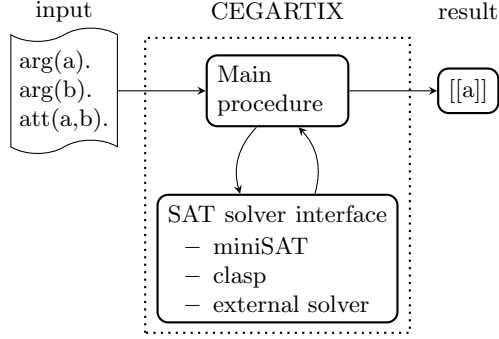 input
CEGARTIX
result
arg(a).
arg(b).
att(a,b).
Main
procedure
[[a]]
SAT solver interface
– miniSAT
– clasp
– external solver